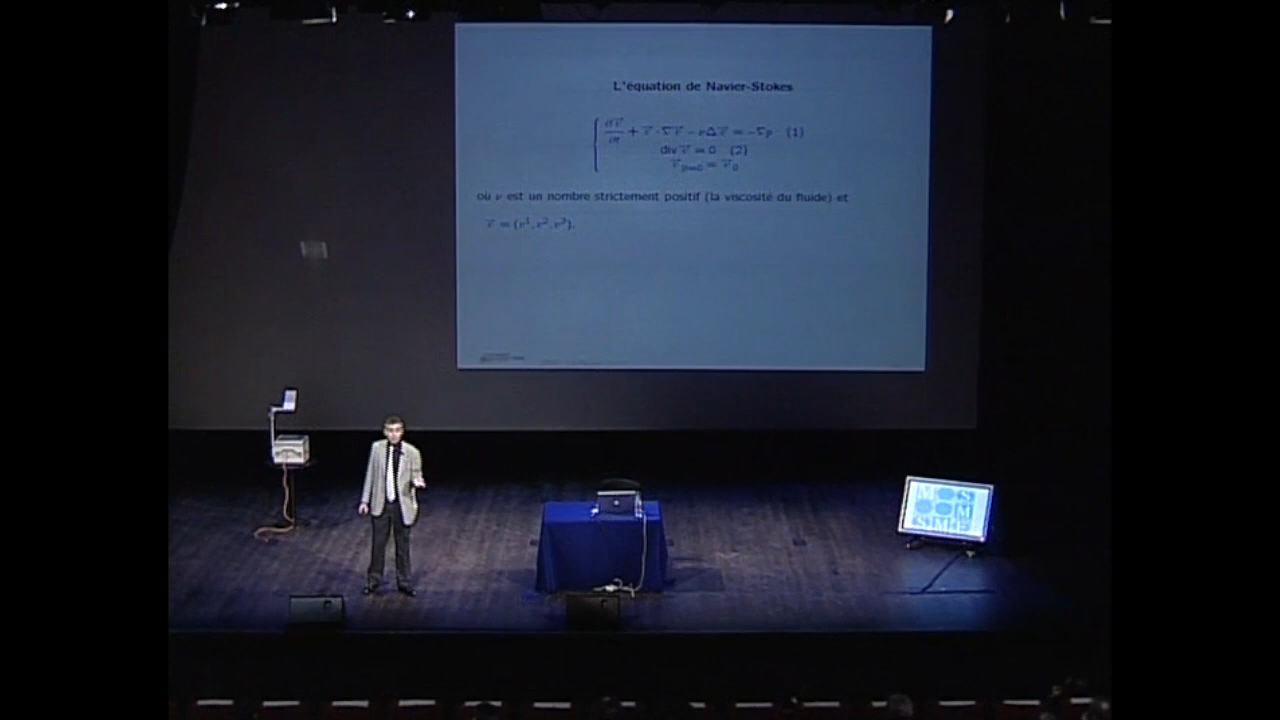 L'équation de Navier-Stokes
∂v⃗/∂t + v⃗ · ∇v⃗ − νΔv⃗ = −∇p (1)
div v⃗ = 0 (2)
v⃗|t=0 = v⃗0
où ν est un nombre strictement positif (la viscosité du fluide) et
v⃗ = (v¹, v², v³).